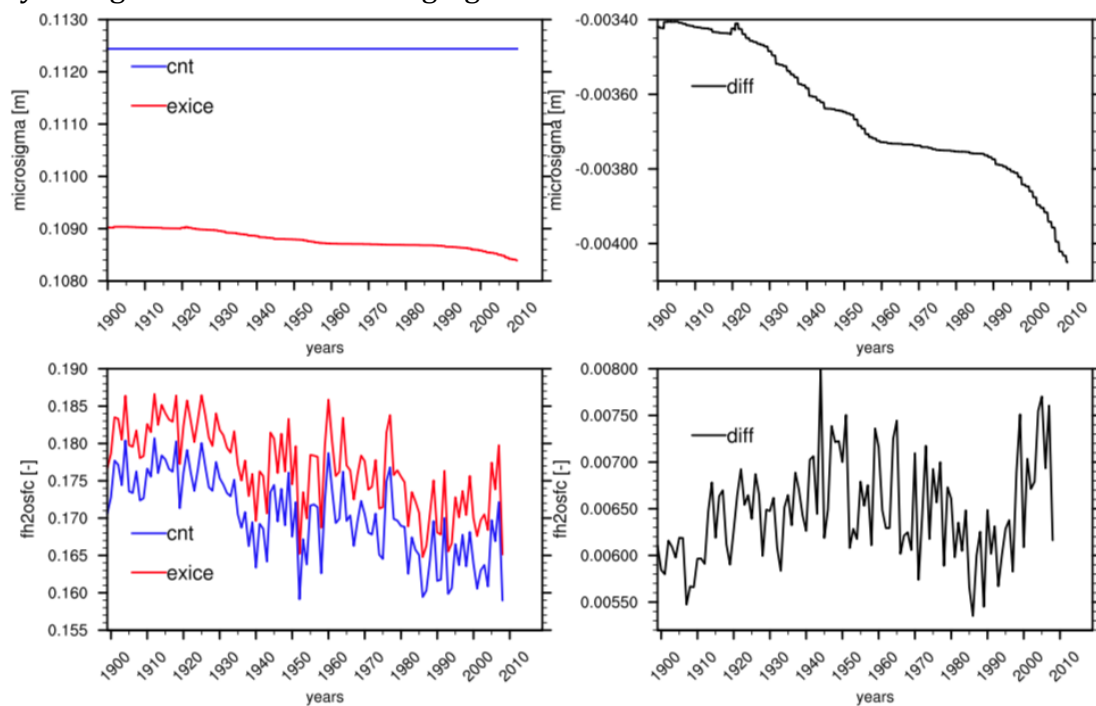 0.1130
0.1120
0.1110
0.1100
0.1090
0.1080
microsigma [m]
cnt
exice
1900 1910 1920 1930 1940 1950 1960 1970 1980 1990 2000 2010
years
-0.00340
-0.00360
-0.00380
-0.00400
microsigma [m]
diff
1900 1910 1920 1930 1940 1950 1960 1970 1980 1990 2000 2010
years
0.190
0.185
0.180
0.175
0.170
0.165
0.160
0.155
fh2osfc [-]
cnt
exice
1900 1910 1920 1930 1940 1950 1960 1970 1980 1990 2000 2010
years
0.00800
0.00750
0.00700
0.00650
0.00600
0.00550
fh2osfc [-]
diff
1900 1910 1920 1930 1940 1950 1960 1970 1980 1990 2000 2010
years